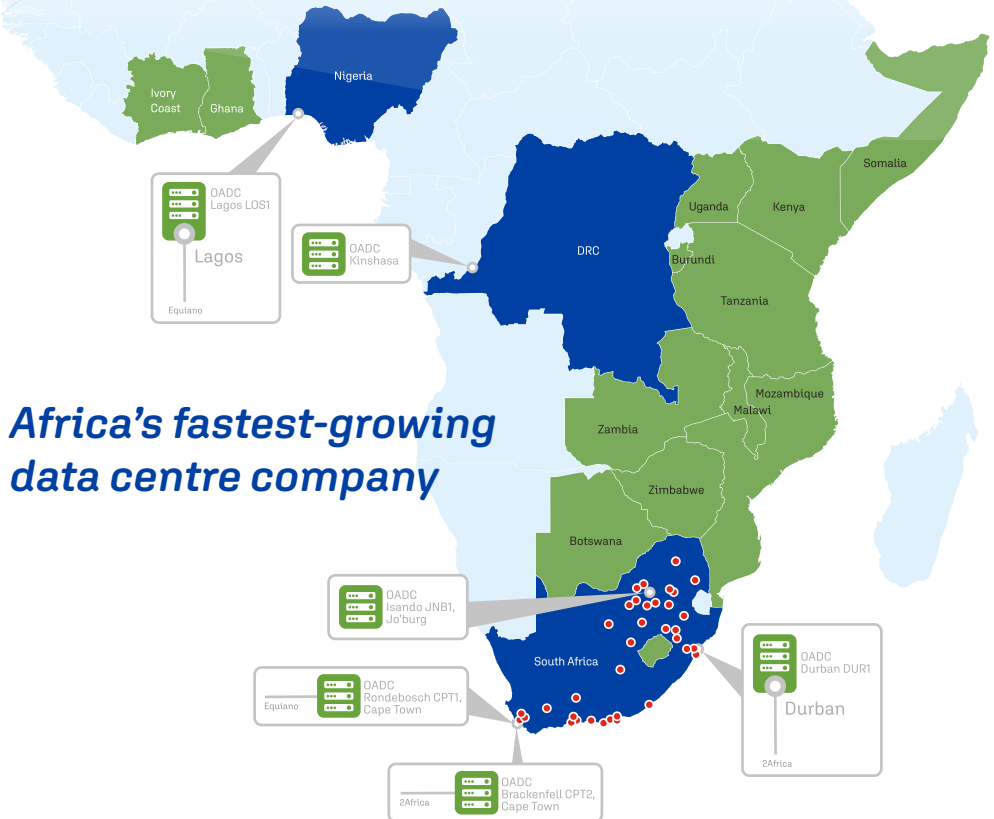 Nigeria
Ivory
Coast
Ghana
Somalia
OADC
Lagos LOS1
Lagos
Equiano
Uganda
Kenya
OADC
Kinshasa
DRC
Burundi
Tanzania
Africa's fastest-growing
data centre company
Mozambique
Malawi
Zambia
Zimbabwe
Botswana
OADC
Isando JNB1,
Jo'burg
South Africa
OADC
Durban DUR1
Durban
2Africa
OADC
Rondebosch CPT1,
Cape Town
Equiano
OADC
Brackenfell CPT2,
Cape Town
2Africa